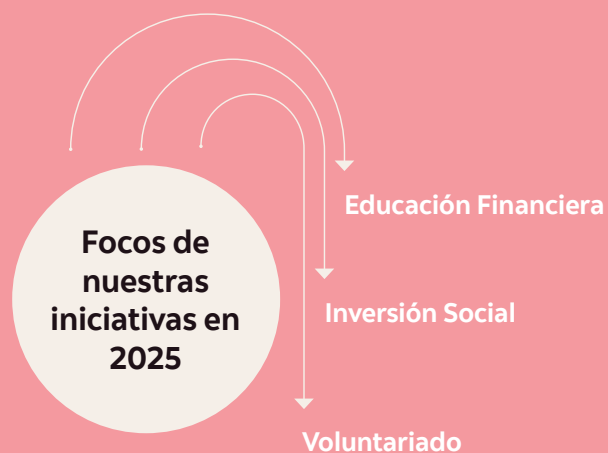 Focos de
nuestras
iniciativas en
2025
Educación Financiera
Inversión Social
Voluntariado